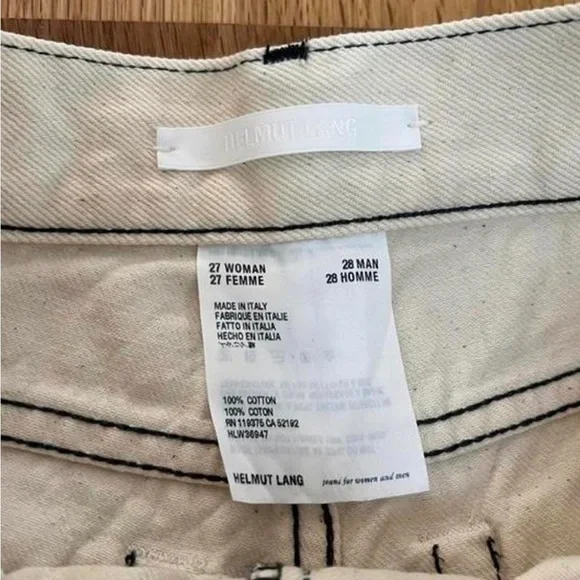 HELMUT LANG
27 WOMAN 28 MAN
27 FEMME 28 HOMME
MADE IN ITALY
FABRIQUE EN ITALIE
FATTO IN ITALIA
HECHO EN ITALIA
100% COTTON
100% COTON
RN 119375 CA 52192
HLW36947
HELMUT LANG jeans for women and men